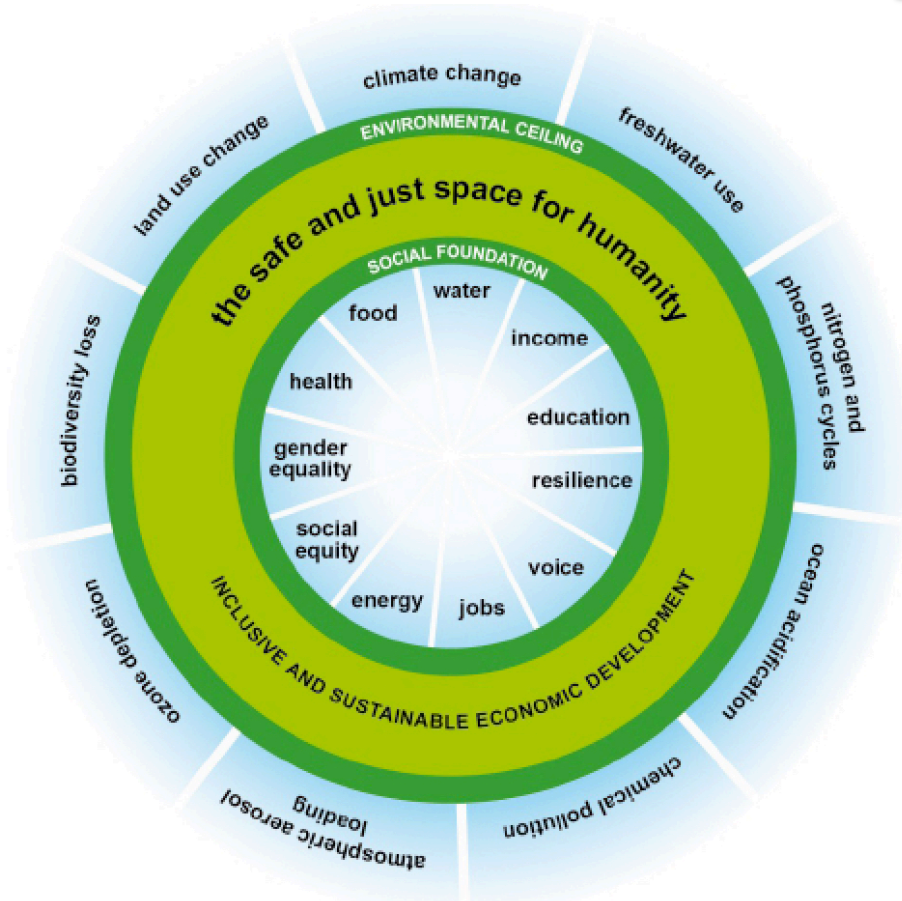 climate change
freshwater use
nitrogen and
phosphorus cycles
ocean acidification
chemical pollution
atmospheric aerosol
loading
ozone depletion
biodiversity loss
land use change
ENVIRONMENTAL CEILING
the safe and just space for humanity
SOCIAL FOUNDATION
water
income
education
resilience
voice
jobs
energy
social
equity
gender
equality
health
food
INCLUSIVE AND SUSTAINABLE ECONOMIC DEVELOPMENT